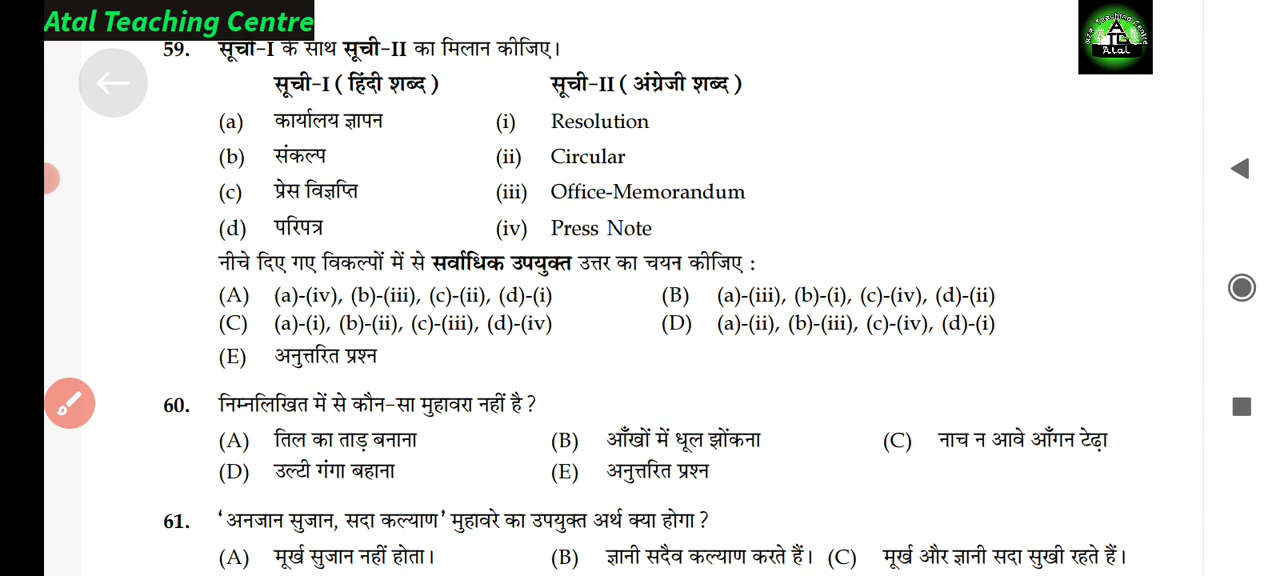 Atal Teaching Centre
59. सूची-I के साथ सूची-II का मिलान कीजिए।
सूची-I ( हिंदी शब्द ) सूची-II ( अंग्रेजी शब्द )
(a) कार्यालय ज्ञापन (i) Resolution
(b) संकल्प (ii) Circular
(c) प्रेस विज्ञप्ति (iii) Office-Memorandum
(d) परिपत्र (iv) Press Note
नीचे दिए गए विकल्पों में से सर्वाधिक उपयुक्त उत्तर का चयन कीजिए :
(A) (a)-(iv), (b)-(iii), (c)-(ii), (d)-(i) (B) (a)-(iii), (b)-(i), (c)-(iv), (d)-(ii)
(C) (a)-(i), (b)-(ii), (c)-(iii), (d)-(iv) (D) (a)-(ii), (b)-(iii), (c)-(iv), (d)-(i)
(E) अनुत्तरित प्रश्न
60. निम्नलिखित में से कौन-सा मुहावरा नहीं है ?
(A) तिल का ताड़ बनाना (B) आँखों में धूल झोंकना (C) नाच न आवे आँगन टेढ़ा
(D) उल्टी गंगा बहाना (E) अनुत्तरित प्रश्न
61. ‘अनजान सुजान, सदा कल्याण’ मुहावरे का उपयुक्त अर्थ क्या होगा ?
(A) मूर्ख सुजान नहीं होता। (B) ज्ञानी सदैव कल्याण करते हैं। (C) मूर्ख और ज्ञानी सदा सुखी रहते हैं।
Atal